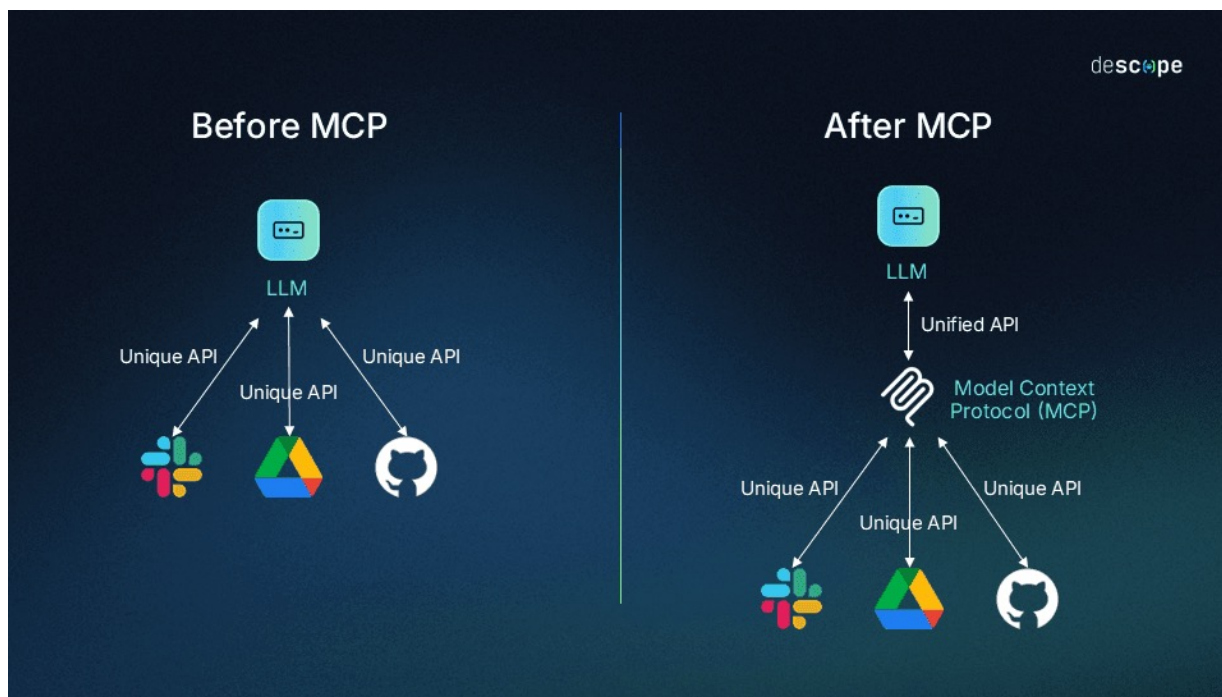 descope
Before MCP
LLM
Unique API
Unique API
Unique API
After MCP
LLM
Unified API
Model Context
Protocol (MCP)
Unique API
Unique API
Unique API